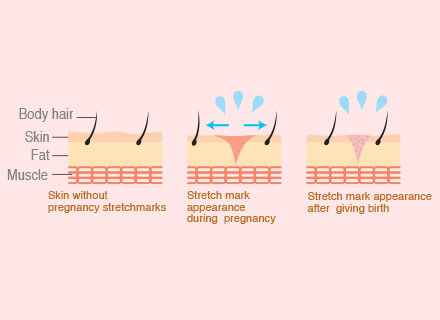 Body hair
Skin
Fat
Muscle
Skin without
pregnancy stretchmarks
Stretch mark
appearance
during pregnancy
Stretch mark appearance
after giving birth